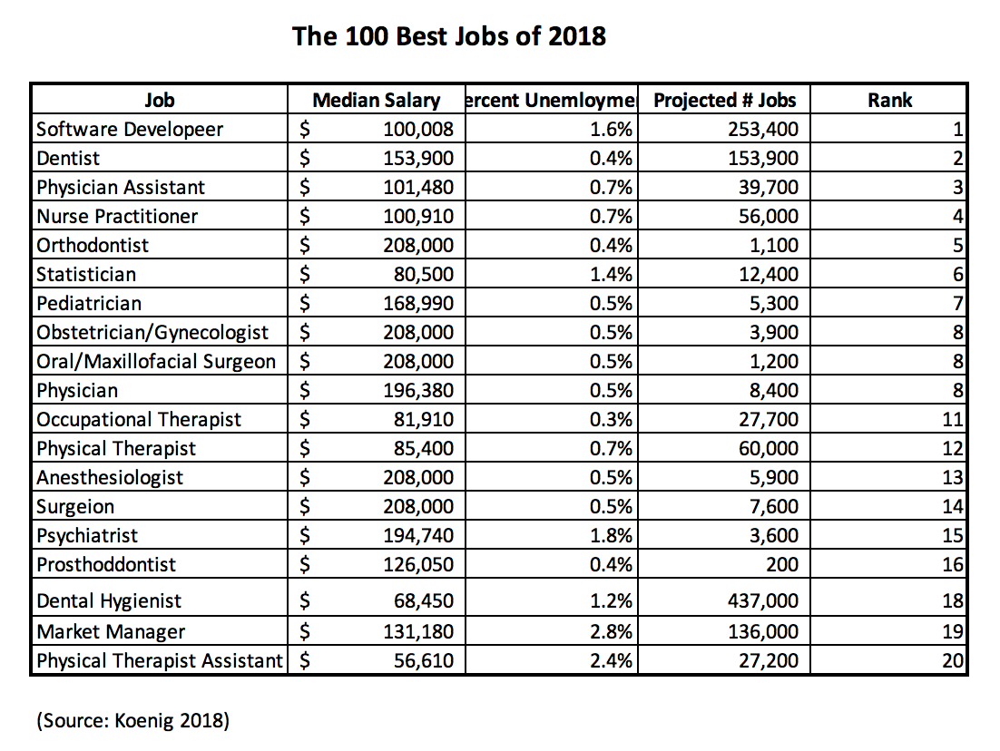 The 100 Best Jobs of 2018
Job Median Salary ercent Unemloyme Projected # Jobs Rank
Software Developeer $ 100,008 1.6% 253,400 1
Dentist $ 153,900 0.4% 153,900 2
Physician Assistant $ 101,480 0.7% 39,700 3
Nurse Practitioner $ 100,910 0.7% 56,000 4
Orthodontist $ 208,000 0.4% 1,100 5
Statistician $ 80,500 1.4% 12,400 6
Pediatrician $ 168,990 0.5% 5,300 7
Obstetrician/Gynecologist $ 208,000 0.5% 3,900 8
Oral/Maxillofacial Surgeon $ 208,000 0.5% 1,200 8
Physician $ 196,380 0.5% 8,400 8
Occupational Therapist $ 81,910 0.3% 27,700 11
Physical Therapist $ 85,400 0.7% 60,000 12
Anesthesiologist $ 208,000 0.5% 5,900 13
Surgeion $ 208,000 0.5% 7,600 14
Psychiatrist $ 194,740 1.8% 3,600 15
Prosthoddontist $ 126,050 0.4% 200 16
Dental Hygienist $ 68,450 1.2% 437,000 18
Market Manager $ 131,180 2.8% 136,000 19
Physical Therapist Assistant $ 56,610 2.4% 27,200 20
(Source: Koenig 2018)